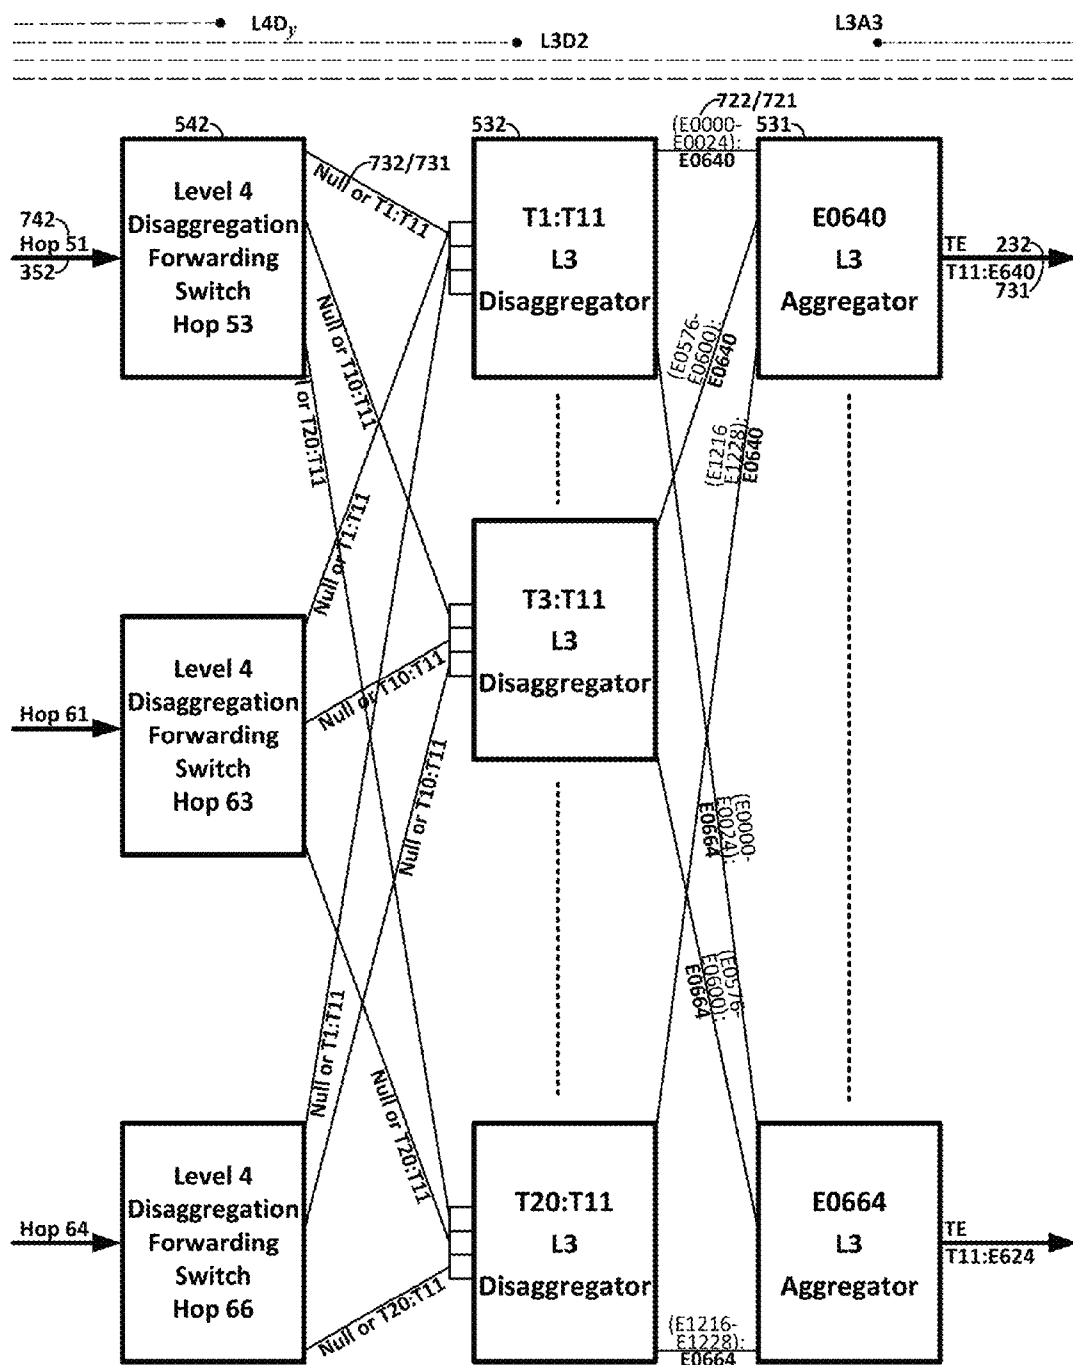 L4Dy
L3D2
L3A3
722/721
542
532
(E0000-
E0024):
E0640
531
732/731
Null or T1:T11
Level 4
Disaggregation
Forwarding
Switch
Hop 53
742
Hop 51
352
T1:T11
L3
Disaggregator
E0640
L3
Aggregator
TE 232
T11:E640
731
Null or T10:T11
or T20:T11
(E0576-
E0600):
E0640
(E1216
E1228):
E0640
Null or T1:T11
T3:T11
L3
Disaggregator
Level 4
Disaggregation
Forwarding
Switch
Hop 63
Hop 61
Null or T10:T11
Null or T10:T11
(E0000-
E0024):
E0664
(E0576-
E0600):
E0664
Null or T1:T11
Null or T20:T11
Level 4
Disaggregation
Forwarding
Switch
Hop 66
Hop 64
T20:T11
L3
Disaggregator
E0664
L3
Aggregator
TE
T11:E624
Null or T20:T11
(E1216-
E1228):
E0664